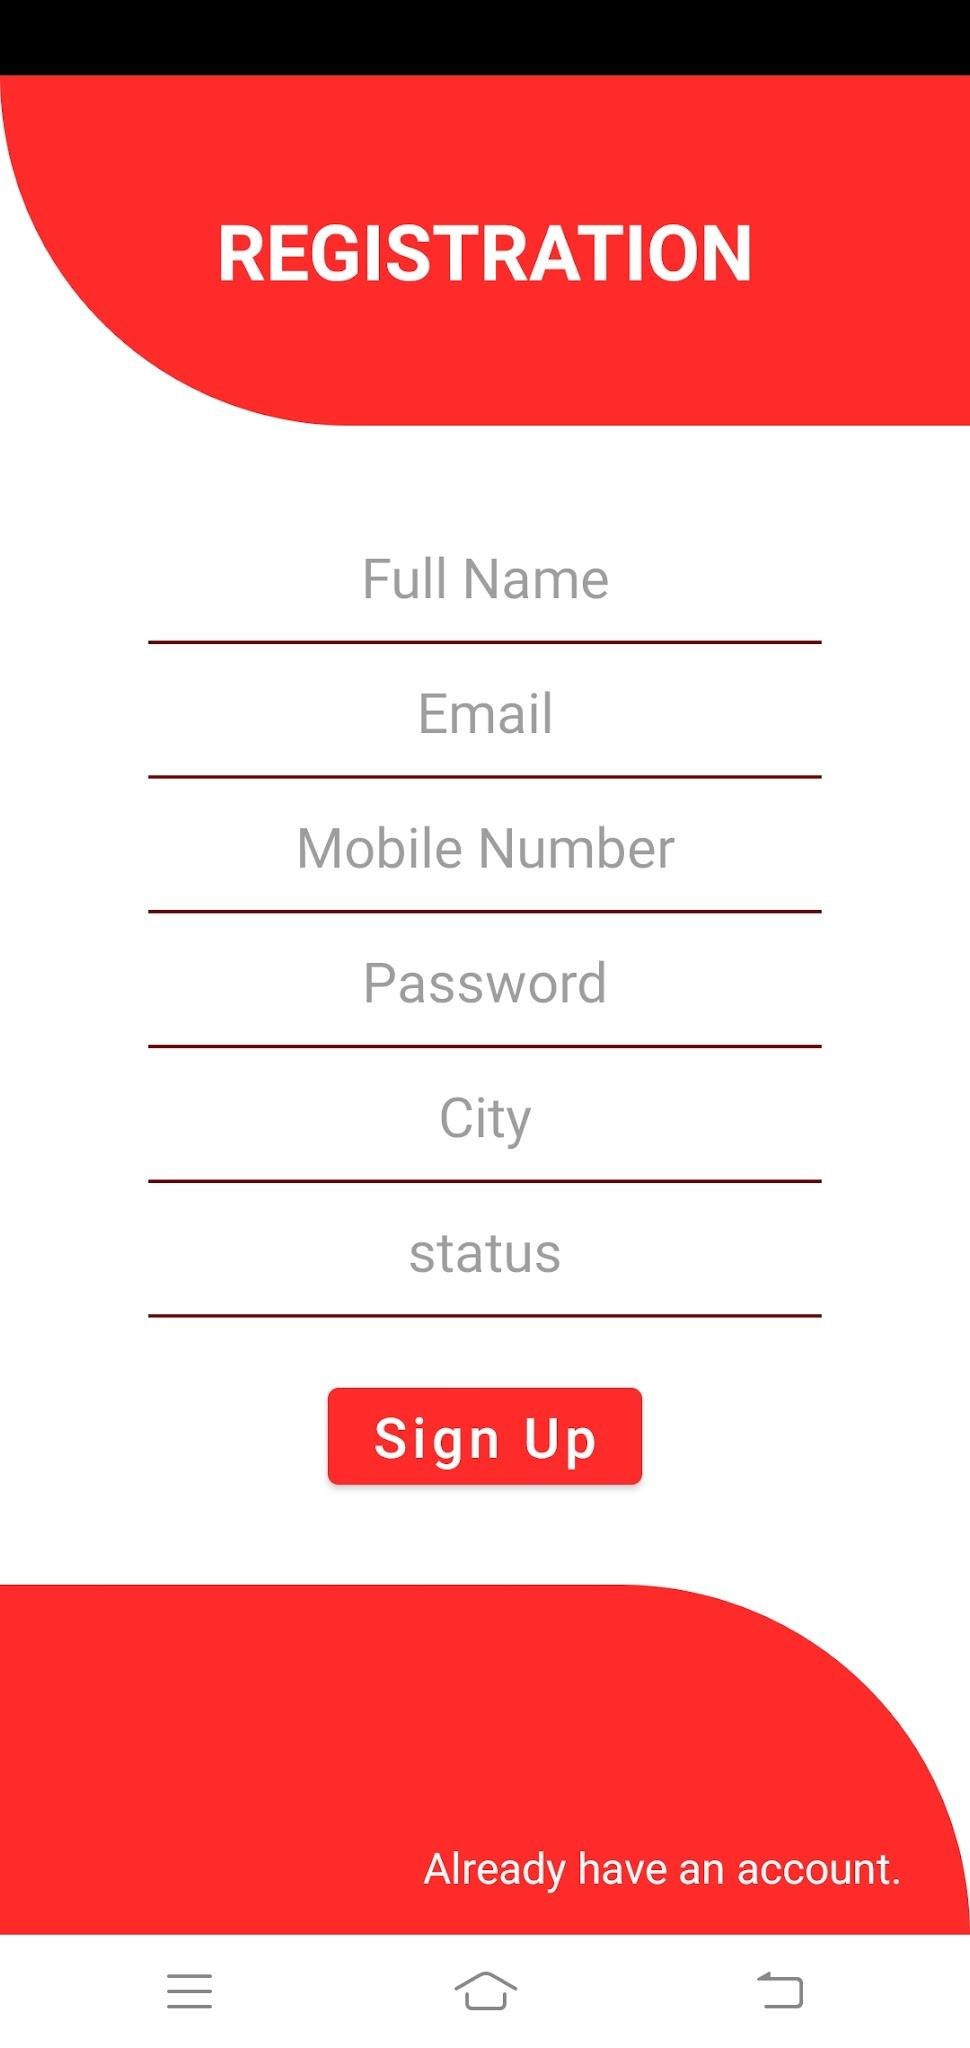 REGISTRATION
Full Name
Email
Mobile Number
Password
City
status
Sign Up
Already have an account.